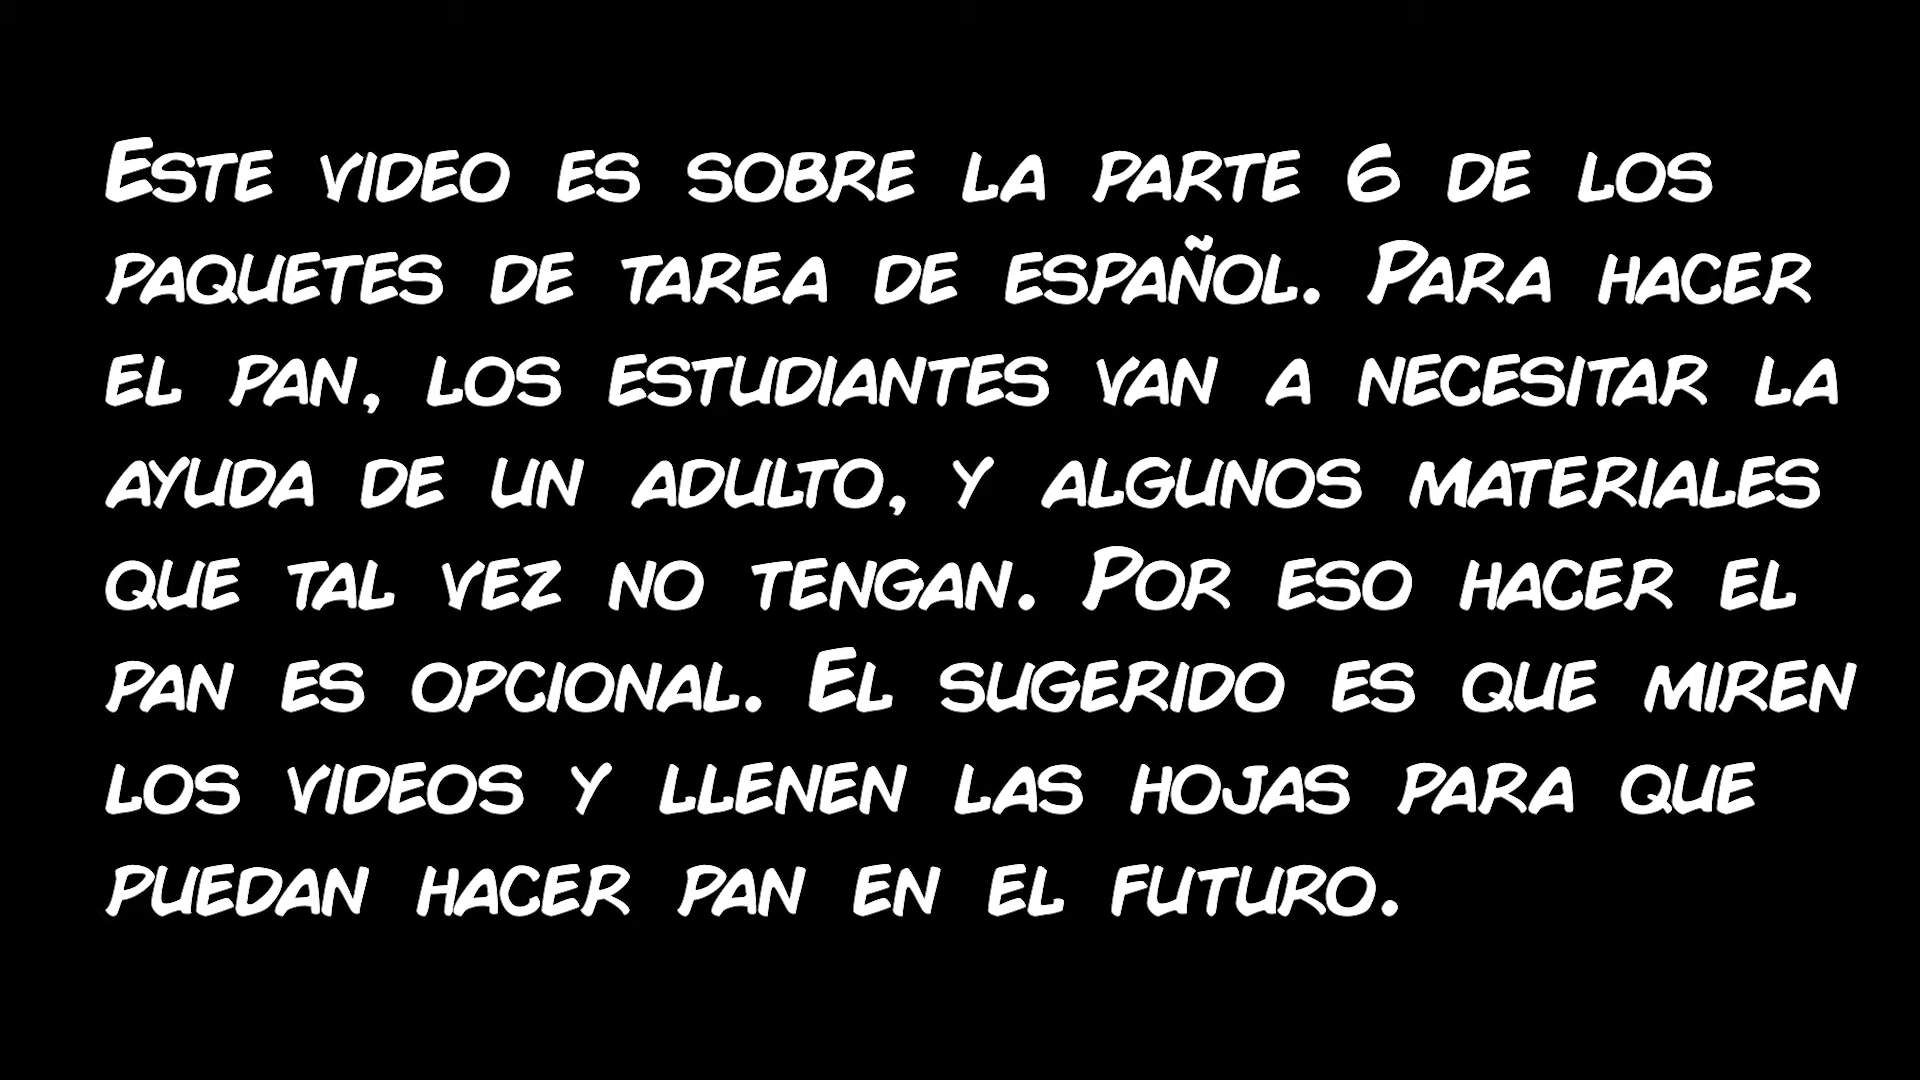 Este video es sobre la parte 6 de los
paquetes de tarea de español. Para hacer
el pan, los estudiantes van a necesitar la
ayuda de un adulto, y algunos materiales
que tal vez no tengan. Por eso hacer el
pan es opcional. El sugerido es que miren
los videos y llenen las hojas para que
puedan hacer pan en el futuro.